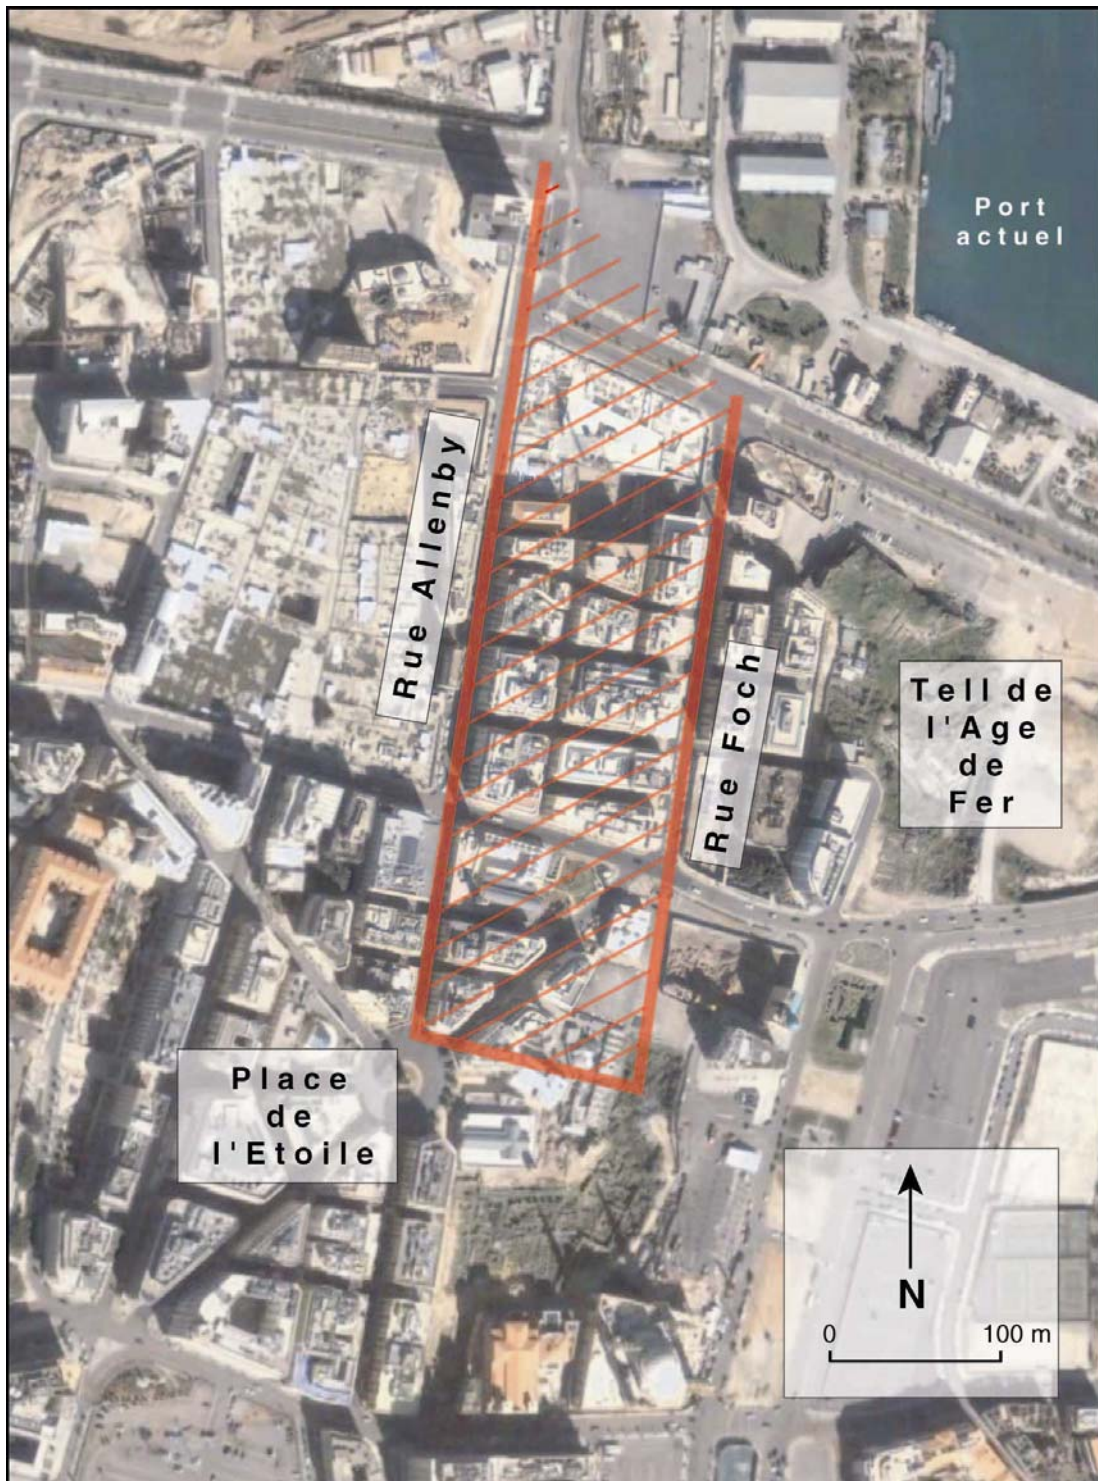 Port
actuel
Rue Allenby
Rue Foch
Tell de
l'Age
de
Fer
Place
de
l'Etoile
N
0 100 m